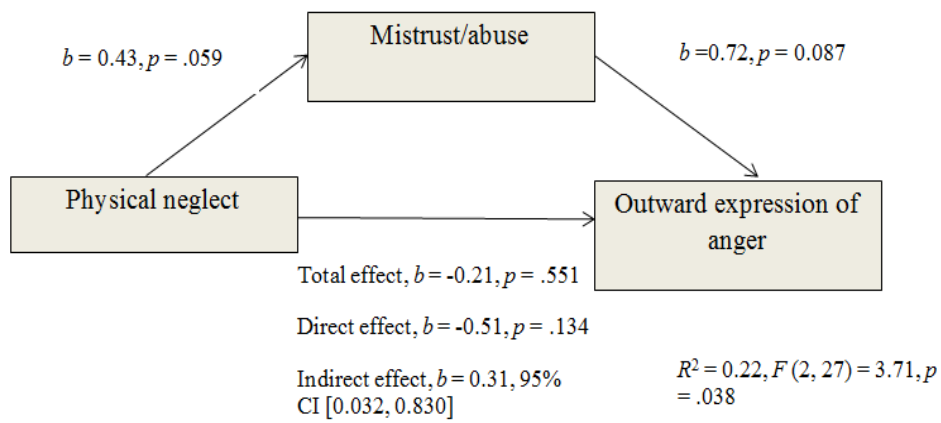 Mistrust/abuse
b = 0.43, p = .059
b =0.72, p = 0.087
Physical neglect
Outward expression of
anger
Total effect, b = -0.21, p = .551
Direct effect, b = -0.51, p = .134
Indirect effect, b = 0.31, 95%
CI [0.032, 0.830]
R² = 0.22, F (2, 27) = 3.71, p
= .038